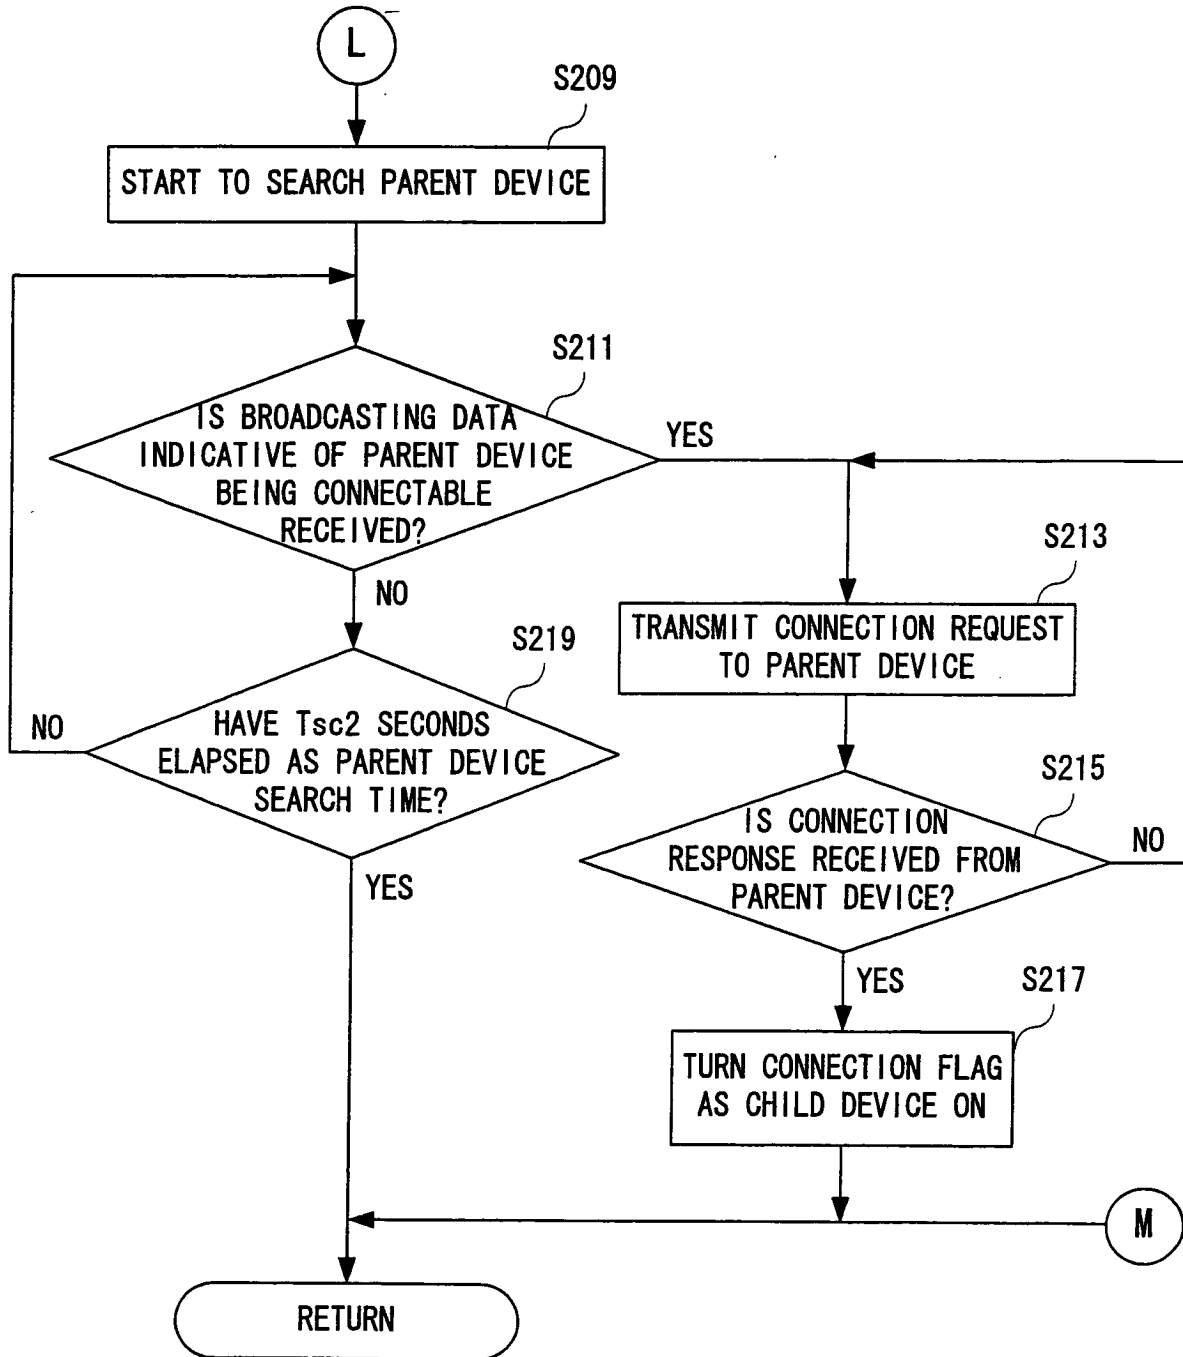 L
S209
START TO SEARCH PARENT DEVICE
S211
IS BROADCASTING DATA
INDICATIVE OF PARENT DEVICE
BEING CONNECTABLE
RECEIVED?
YES
NO
S213
TRANSMIT CONNECTION REQUEST
TO PARENT DEVICE
S219
HAVE Tsc2 SECONDS
ELAPSED AS PARENT DEVICE
SEARCH TIME?
NO
YES
S215
IS CONNECTION
RESPONSE RECEIVED FROM
PARENT DEVICE?
NO
YES
S217
TURN CONNECTION FLAG
AS CHILD DEVICE ON
M
RETURN